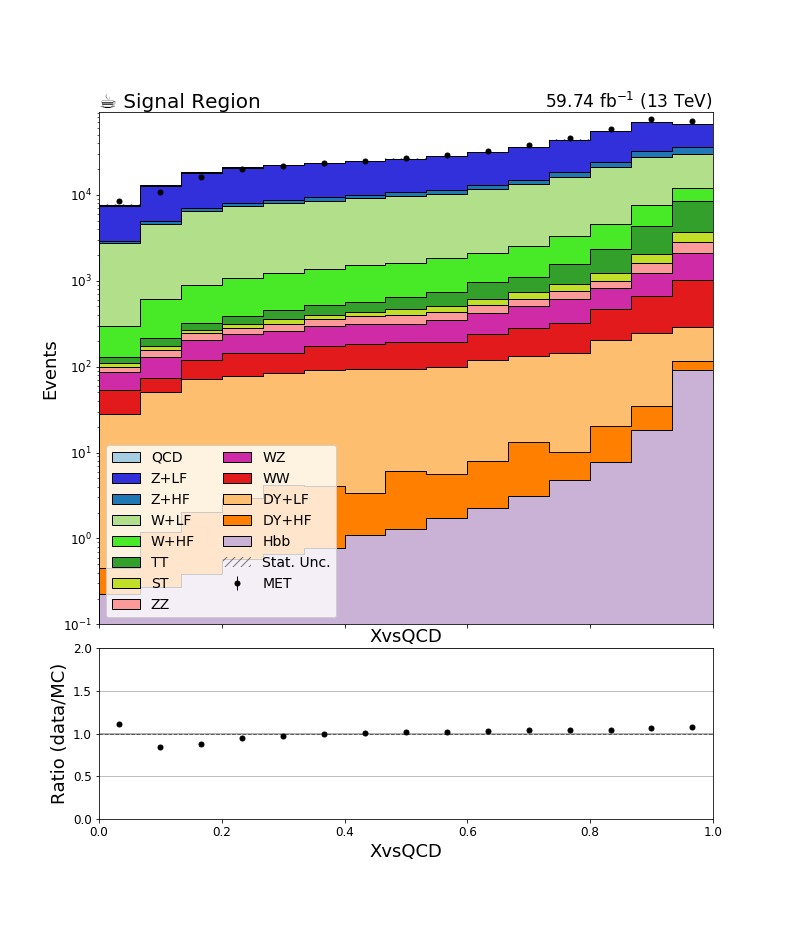 ☕ Signal Region
59.74 fb⁻¹ (13 TeV)
Events
10⁴
10³
10²
10¹
10⁰
10⁻¹
QCD
Z+LF
Z+HF
W+LF
W+HF
TT
ST
ZZ
WZ
WW
DY+LF
DY+HF
Hbb
Stat. Unc.
MET
XvsQCD
Ratio (data/MC)
2.0
1.5
1.0
0.5
0.0
0.0 0.2 0.4 0.6 0.8 1.0
XvsQCD